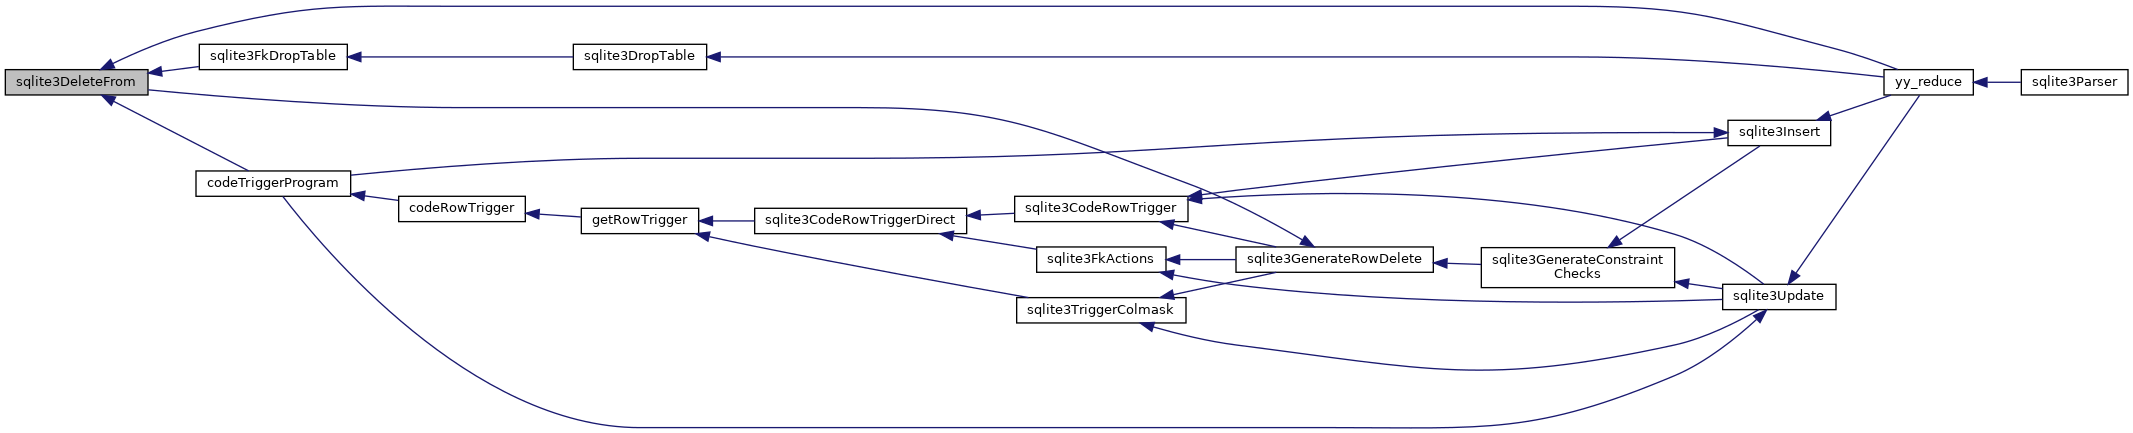 sqlite3DeleteFrom
sqlite3FkDropTable
sqlite3DropTable
yy_reduce
sqlite3Parser
sqlite3Insert
codeTriggerProgram
codeRowTrigger
getRowTrigger
sqlite3CodeRowTriggerDirect
sqlite3CodeRowTrigger
sqlite3FkActions
sqlite3GenerateRowDelete
sqlite3GenerateConstraint
Checks
sqlite3TriggerColmask
sqlite3Update